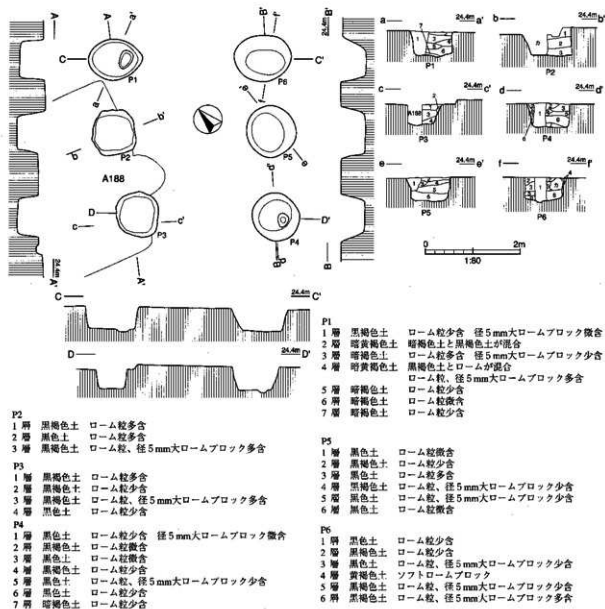 A
A'
B
B'
C
C'
D
D'
24.4m
a
a'
b
b'
c
c'
d
d'
e
e'
f
f'
P1
P2
P3
P4
P5
P6
A188
0
2m
1:80
P1
1層 黒褐色土 ローム粒少含 径5mm大ロームブロック微含
2層 暗黄褐色土 暗褐色土と黒褐色土が混合
3層 暗褐色土 ローム粒多含 径5mm大ロームブロック少含
4層 暗黄褐色土 黒褐色土とロームが混合
ローム粒、径5mm大ロームブロック多含
5層 暗褐色土 ローム粒少含
6層 暗褐色土 ローム粒微含
7層 暗褐色土 ローム粒少含
P2
1層 黒褐色土 ローム粒多含
2層 黒色土 ローム粒多含
3層 黒褐色土 ローム粒、径5mm大ロームブロック多含
P3
1層 黒褐色土 ローム粒多含
2層 黒褐色土 ローム粒少含
3層 黒褐色土 ローム粒、径5mm大ロームブロック多含
4層 黒色土 ローム粒少含
P4
1層 黒色土 ローム粒少含 径5mm大ロームブロック微含
2層 黒褐色土 ローム粒微含
3層 黒色土 ローム粒微含
4層 黒褐色土 ローム粒少含
5層 黒色土 ローム粒、径5mm大ロームブロック少含
6層 黒色土 ローム粒少含
7層 暗褐色土 ローム粒少含
P5
1層 黒色土 ローム粒微含
2層 黒褐色土 ローム粒少含
3層 黒色土 ローム粒多含
4層 黒褐色土 ローム粒、径5mm大ロームブロック少含
5層 黒色土 ローム粒、径5mm大ロームブロック少含
6層 黒色土 ローム粒微含
P6
1層 黒色土 ローム粒少含
2層 黒褐色土 ローム粒少含
3層 黒色土 ローム粒、径5mm大ロームブロック少含
4層 黄褐色土 ソフトロームブロック
5層 黒色土 ローム粒、径5mm大ロームブロック少含
6層 黒褐色土 ローム粒、径5mm大ロームブロック多含